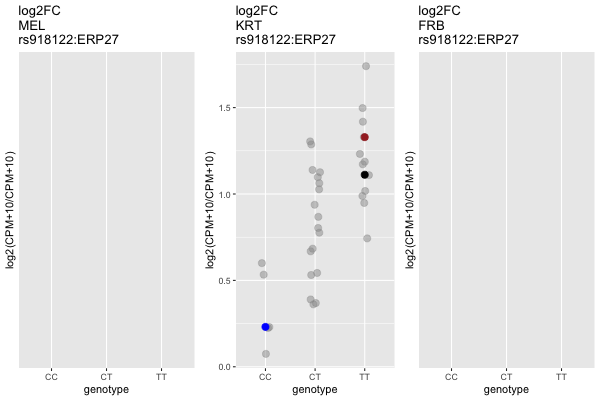 log2FC
MEL
rs918122:ERP27
log2(CPM+10/CPM+10)
CC CT TT
genotype
log2FC
KRT
rs918122:ERP27
log2(CPM+10/CPM+10)
1.5
1.0
0.5
0.0
CC CT TT
genotype
log2FC
FRB
rs918122:ERP27
log2(CPM+10/CPM+10)
CC CT TT
genotype